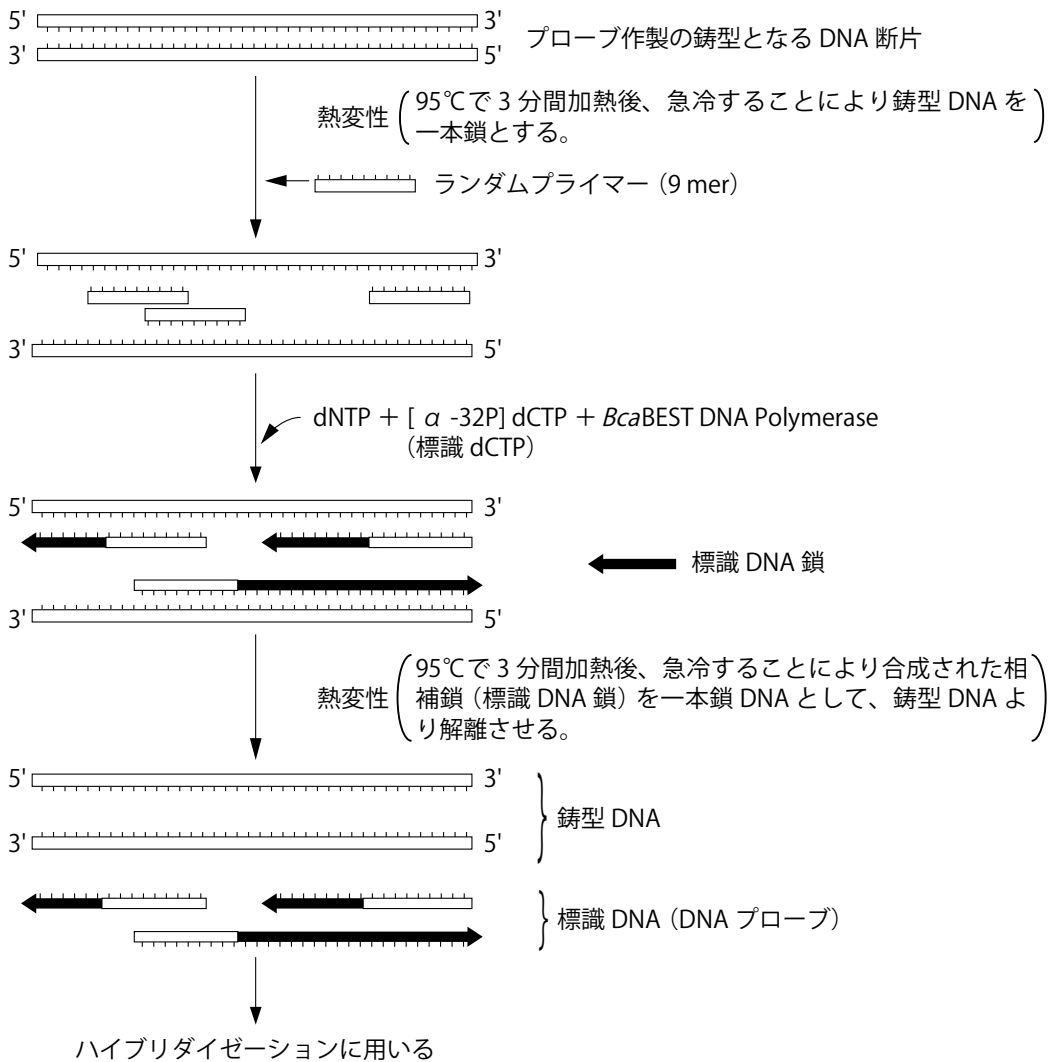 5' 3'
3' 5'
プローブ作製の鋳型となる DNA 断片
熱変性
95℃で 3 分間加熱後、急冷することにより鋳型 DNA を
一本鎖とする。
ランダムプライマー（9 mer）
5' 3'
3' 5'
dNTP ＋ [ α -32P] dCTP ＋ BcaBEST DNA Polymerase
（標識 dCTP）
5' 3'
標識 DNA 鎖
3' 5'
熱変性
95℃で 3 分間加熱後、急冷することにより合成された相
補鎖（標識 DNA 鎖）を一本鎖 DNA として、鋳型 DNA よ
り解離させる。
5' 3'
鋳型 DNA
3' 5'
標識 DNA（DNA プローブ）
ハイブリダイゼーションに用いる